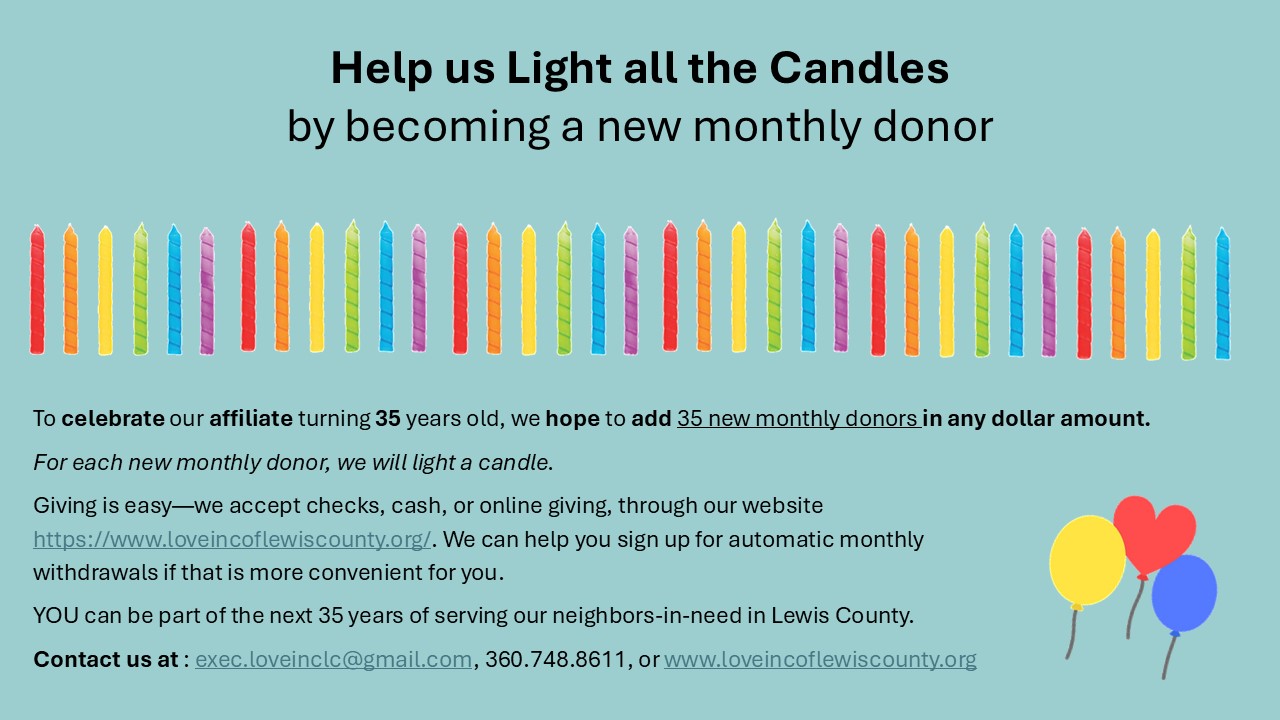 Help us Light all the Candles
by becoming a new monthly donor
To celebrate our affiliate turning 35 years old, we hope to add 35 new monthly donors in any dollar amount.
For each new monthly donor, we will light a candle.
Giving is easy—we accept checks, cash, or online giving, through our website
https://www.loveincoflewiscounty.org/. We can help you sign up for automatic monthly
withdrawals if that is more convenient for you.
YOU can be part of the next 35 years of serving our neighbors-in-need in Lewis County.
Contact us at : exec.loveinclc@gmail.com, 360.748.8611, or www.loveincoflewiscounty.org